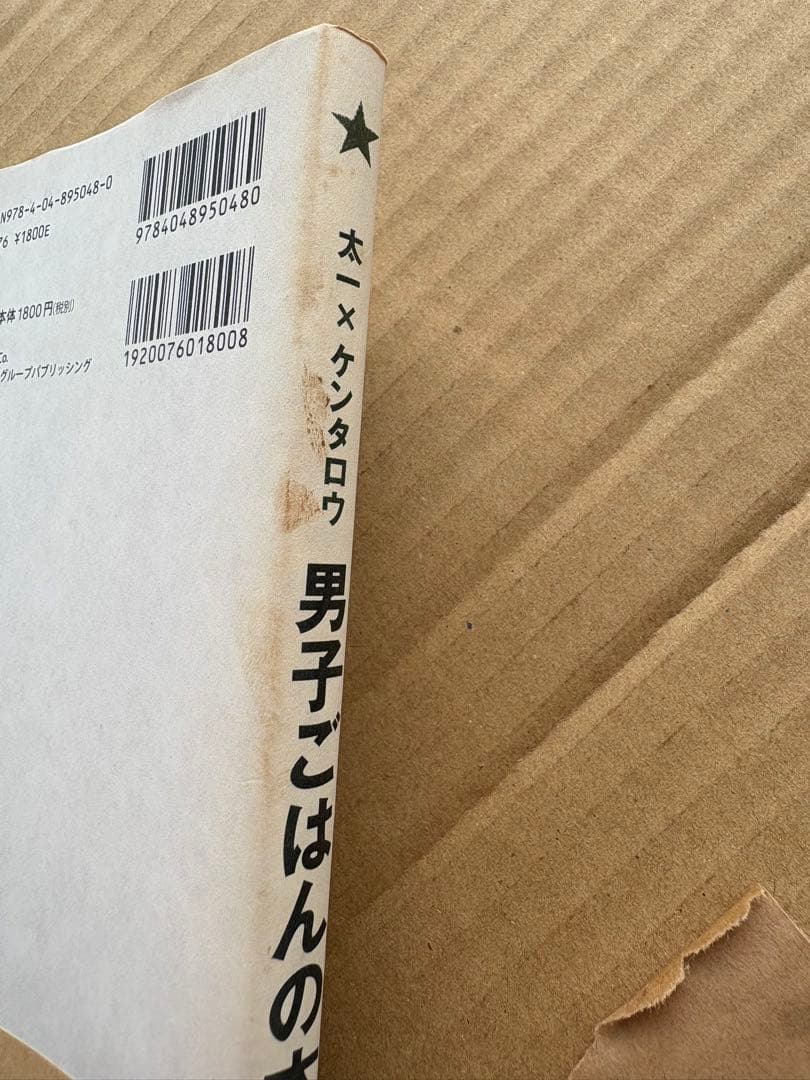 N978-4-04-895048-0
9784048950480
76 ¥1800E
本体1800円(税別)
1920076018008
Co.
グループパブリッシング
★
太一×ケンタロウ
男子ごはんの